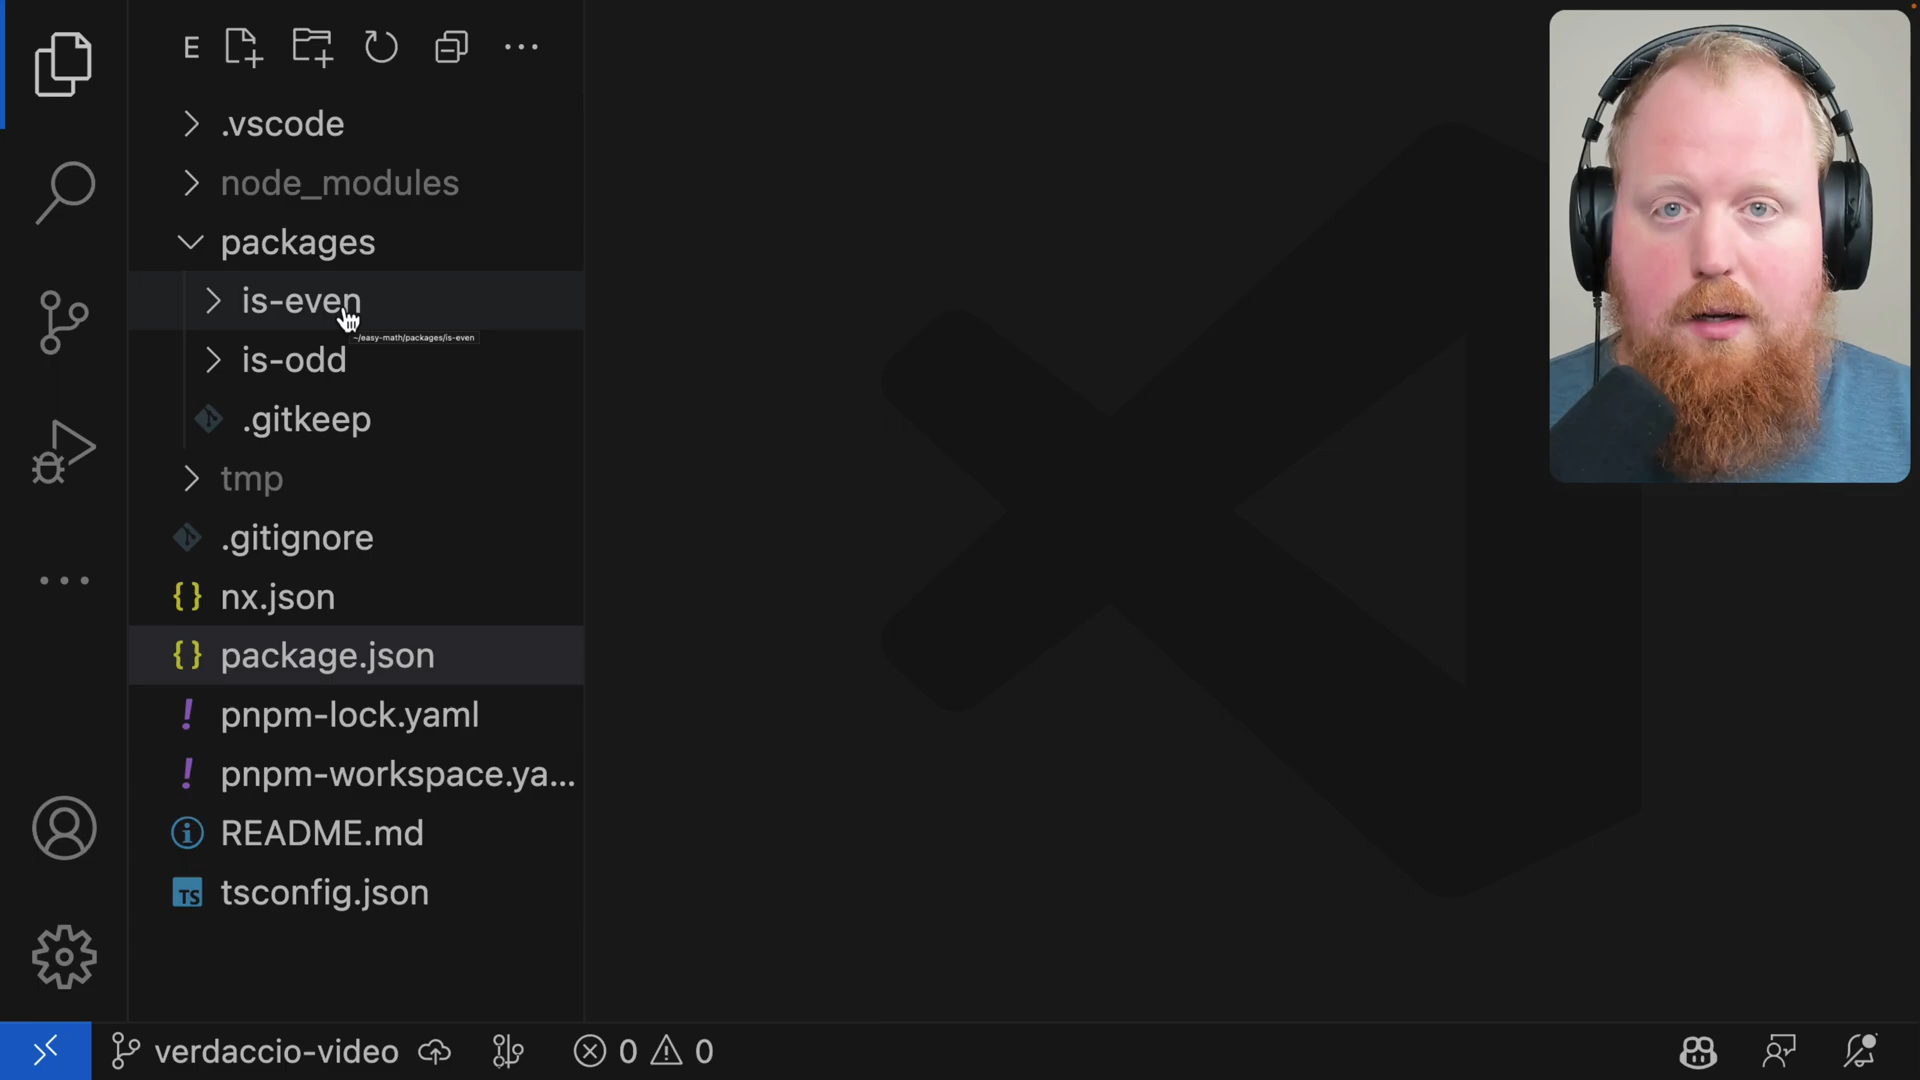 E
.vscode
node_modules
packages
is-even
~/easy-math/packages/is-even
is-odd
.gitkeep
tmp
.gitignore
{} nx.json
{} package.json
! pnpm-lock.yaml
! pnpm-workspace.ya...
README.md
TS tsconfig.json
verdaccio-video 0 0